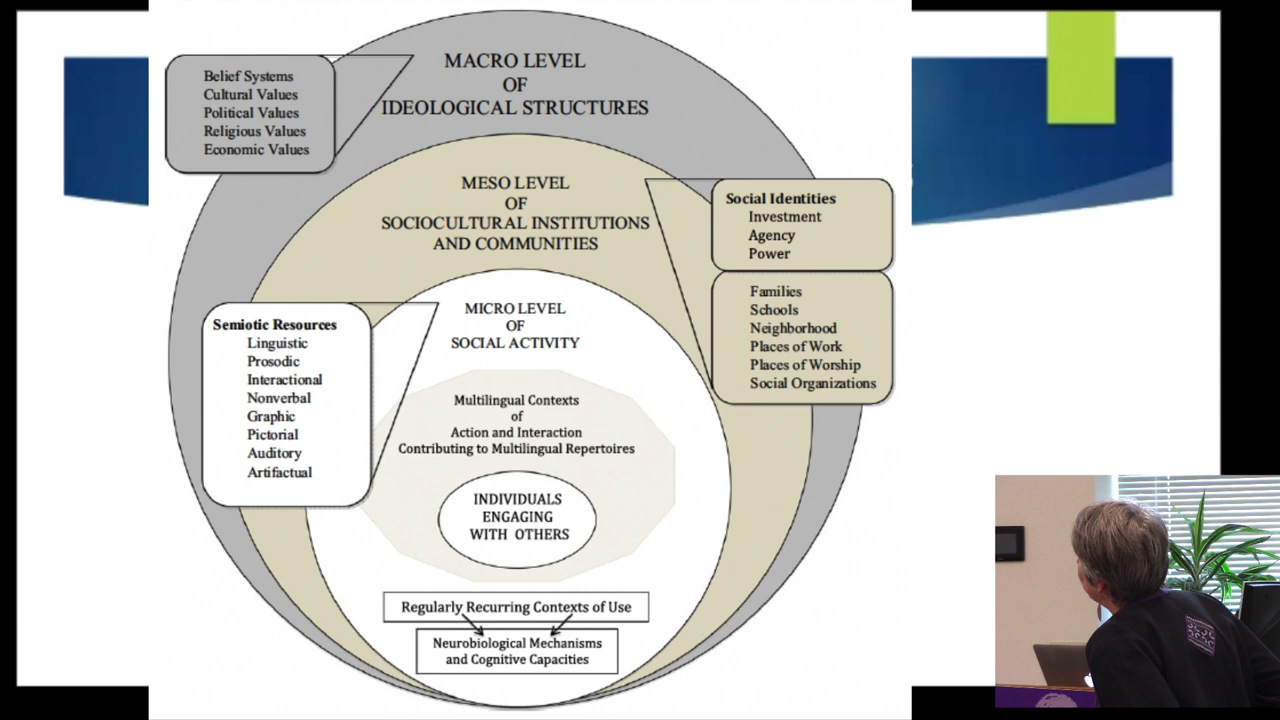 MACRO LEVEL
OF
IDEOLOGICAL STRUCTURES
Belief Systems
Cultural Values
Political Values
Religious Values
Economic Values
MESO LEVEL
OF
SOCIOCULTURAL INSTITUTIONS
AND COMMUNITIES
Social Identities
Investment
Agency
Power
Families
Schools
Neighborhood
Places of Work
Places of Worship
Social Organizations
MICRO LEVEL
OF
SOCIAL ACTIVITY
Semiotic Resources
Linguistic
Prosodic
Interactional
Nonverbal
Graphic
Pictorial
Auditory
Artifactual
Multilingual Contexts
of
Action and Interaction
Contributing to Multilingual Repertoires
INDIVIDUALS
ENGAGING
WITH OTHERS
Regularly Recurring Contexts of Use
Neurobiological Mechanisms
and Cognitive Capacities